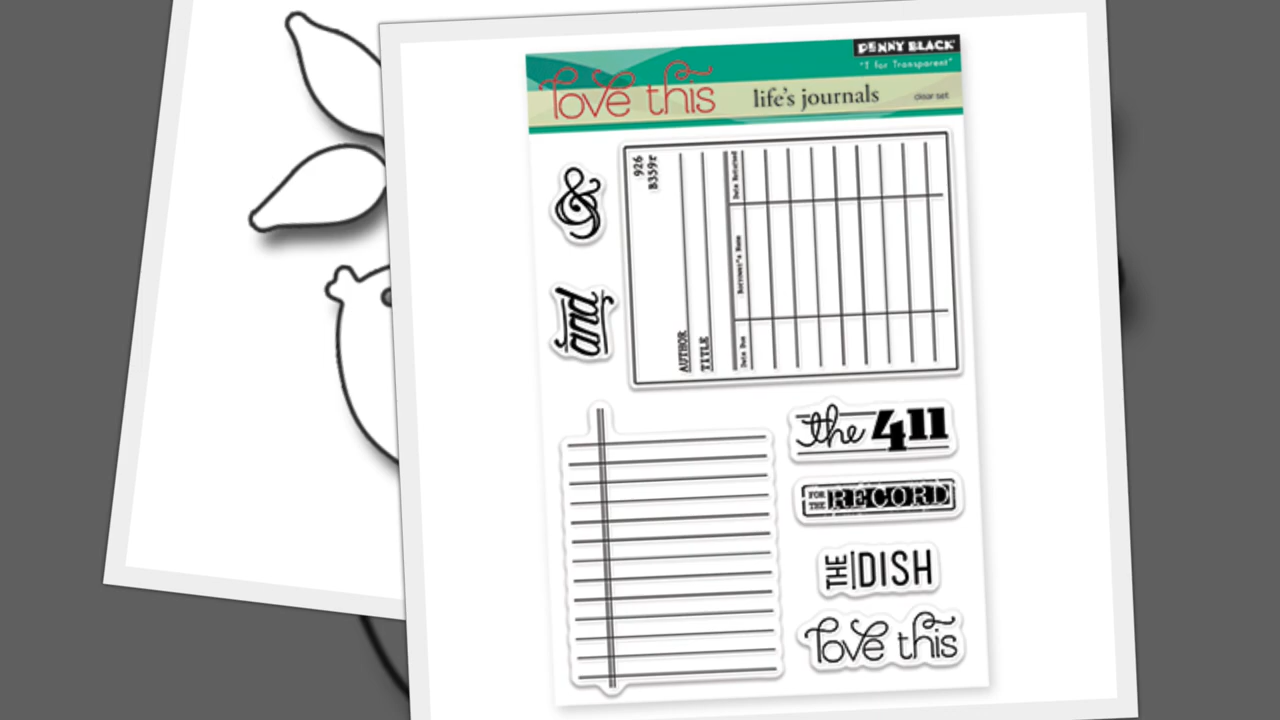 PENNY BLACK
"T for Transparent"
love this
life's journals
clear set
&
and
926
B359r
AUTHOR
TITLE
Date Due
Borrower's Name
Date Returned
the 411
FOR THE RECORD
THE DISH
love this